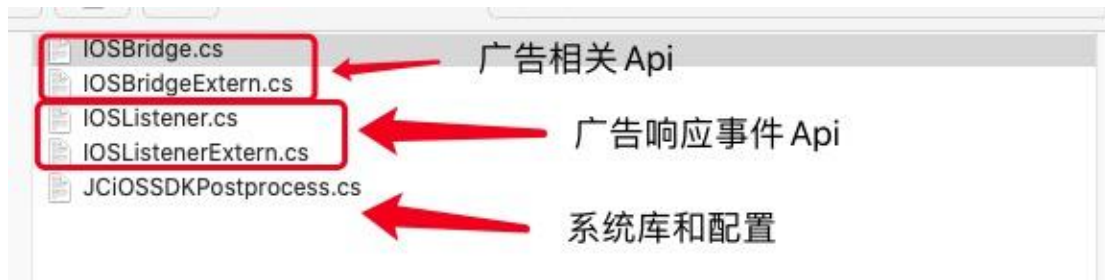 IOSBridge.cs
广告相关 Api
IOSBridgeExtern.cs
IOSListener.cs
广告响应事件 Api
IOSListenerExtern.cs
JCiOSSDKPostprocess.cs
系统库和配置